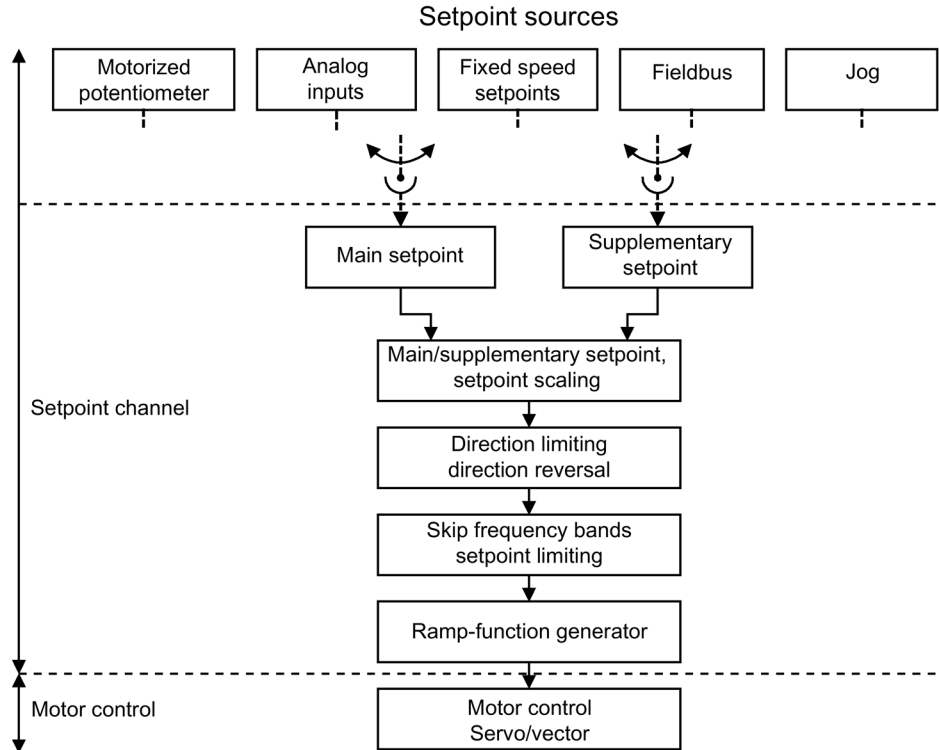 Setpoint sources
Motorized
potentiometer
Analog
inputs
Fixed speed
setpoints
Fieldbus
Jog
Main setpoint
Supplementary
setpoint
Main/supplementary setpoint,
setpoint scaling
Setpoint channel
Direction limiting
direction reversal
Skip frequency bands
setpoint limiting
Ramp-function generator
Motor control
Motor control
Servo/vector